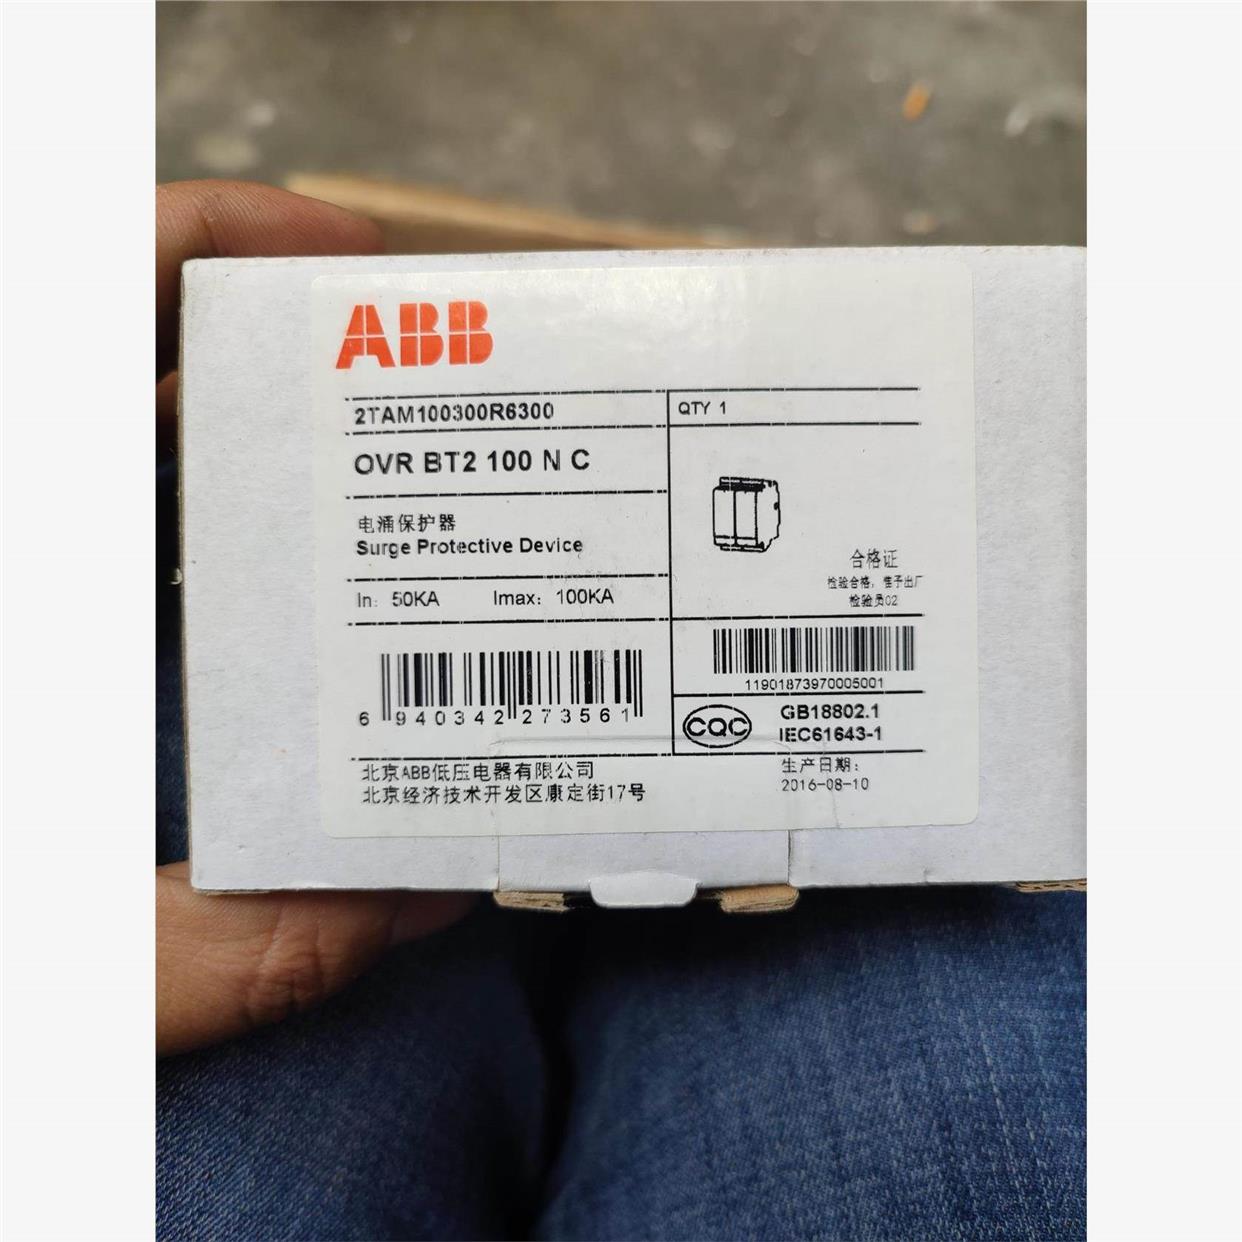 ABB
2TAM100300R6300
QTY 1
OVR BT2 100 N C
电涌保护器
Surge Protective Device
In: 50KA Imax: 100KA
合格证
检验合格，准予出厂
检验员02
6 940342 273561
11901873970005001
CQC
GB18802.1
IEC61643-1
北京ABB低压电器有限公司
北京经济技术开发区康定街17号
生产日期：
2016-08-10